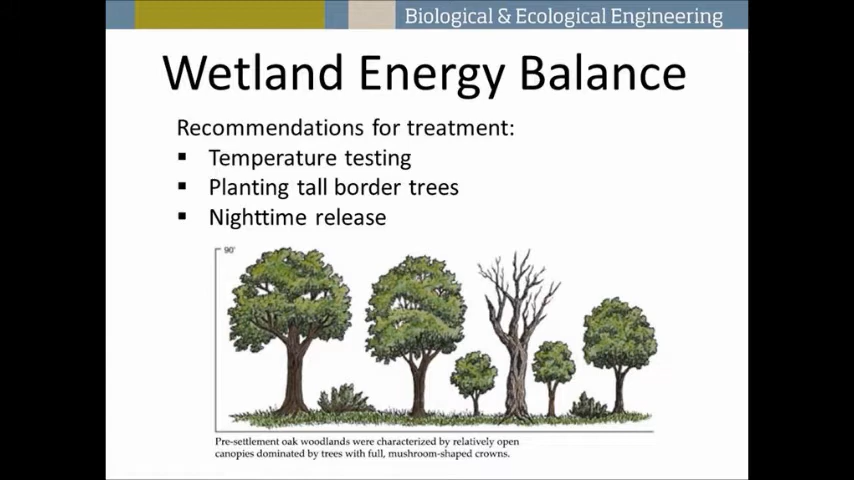 Biological & Ecological Engineering
Wetland Energy Balance
Recommendations for treatment:
▪ Temperature testing
▪ Planting tall border trees
▪ Nighttime release
90'
Pre-settlement oak woodlands were characterized by relatively open
canopies dominated by trees with full, mushroom-shaped crowns.